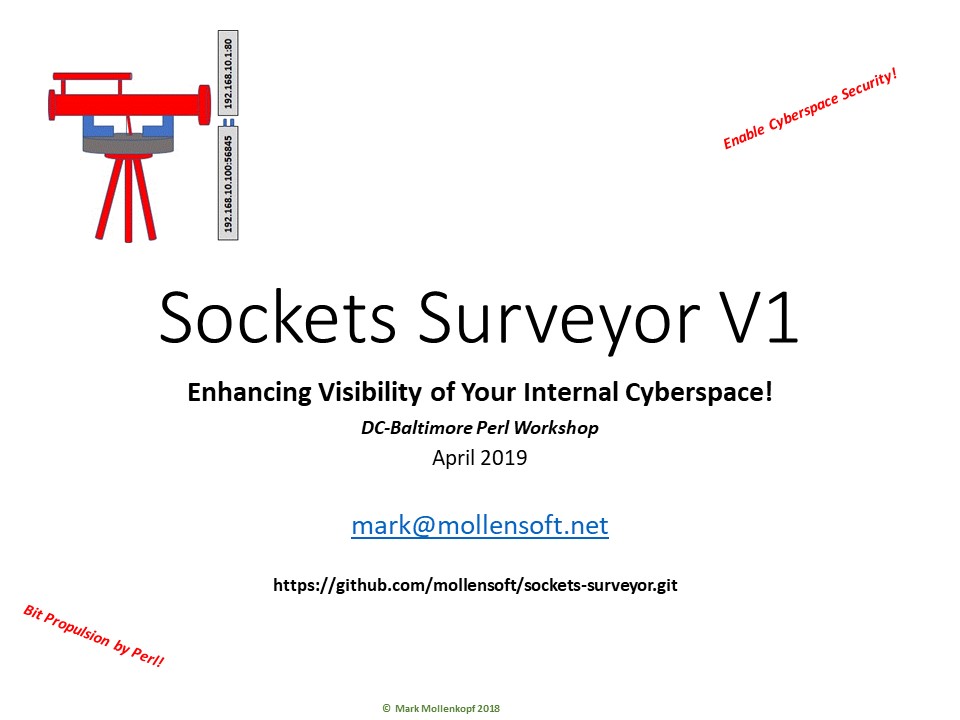 192.168.10.1:80
192.168.10.100:56845
Enable Cyberspace Security!
Sockets Surveyor V1
Enhancing Visibility of Your Internal Cyberspace!
DC-Baltimore Perl Workshop
April 2019
mark@mollensoft.net
https://github.com/mollensoft/sockets-surveyor.git
Bit Propulsion by Perl!
© Mark Mollenkopf 2018